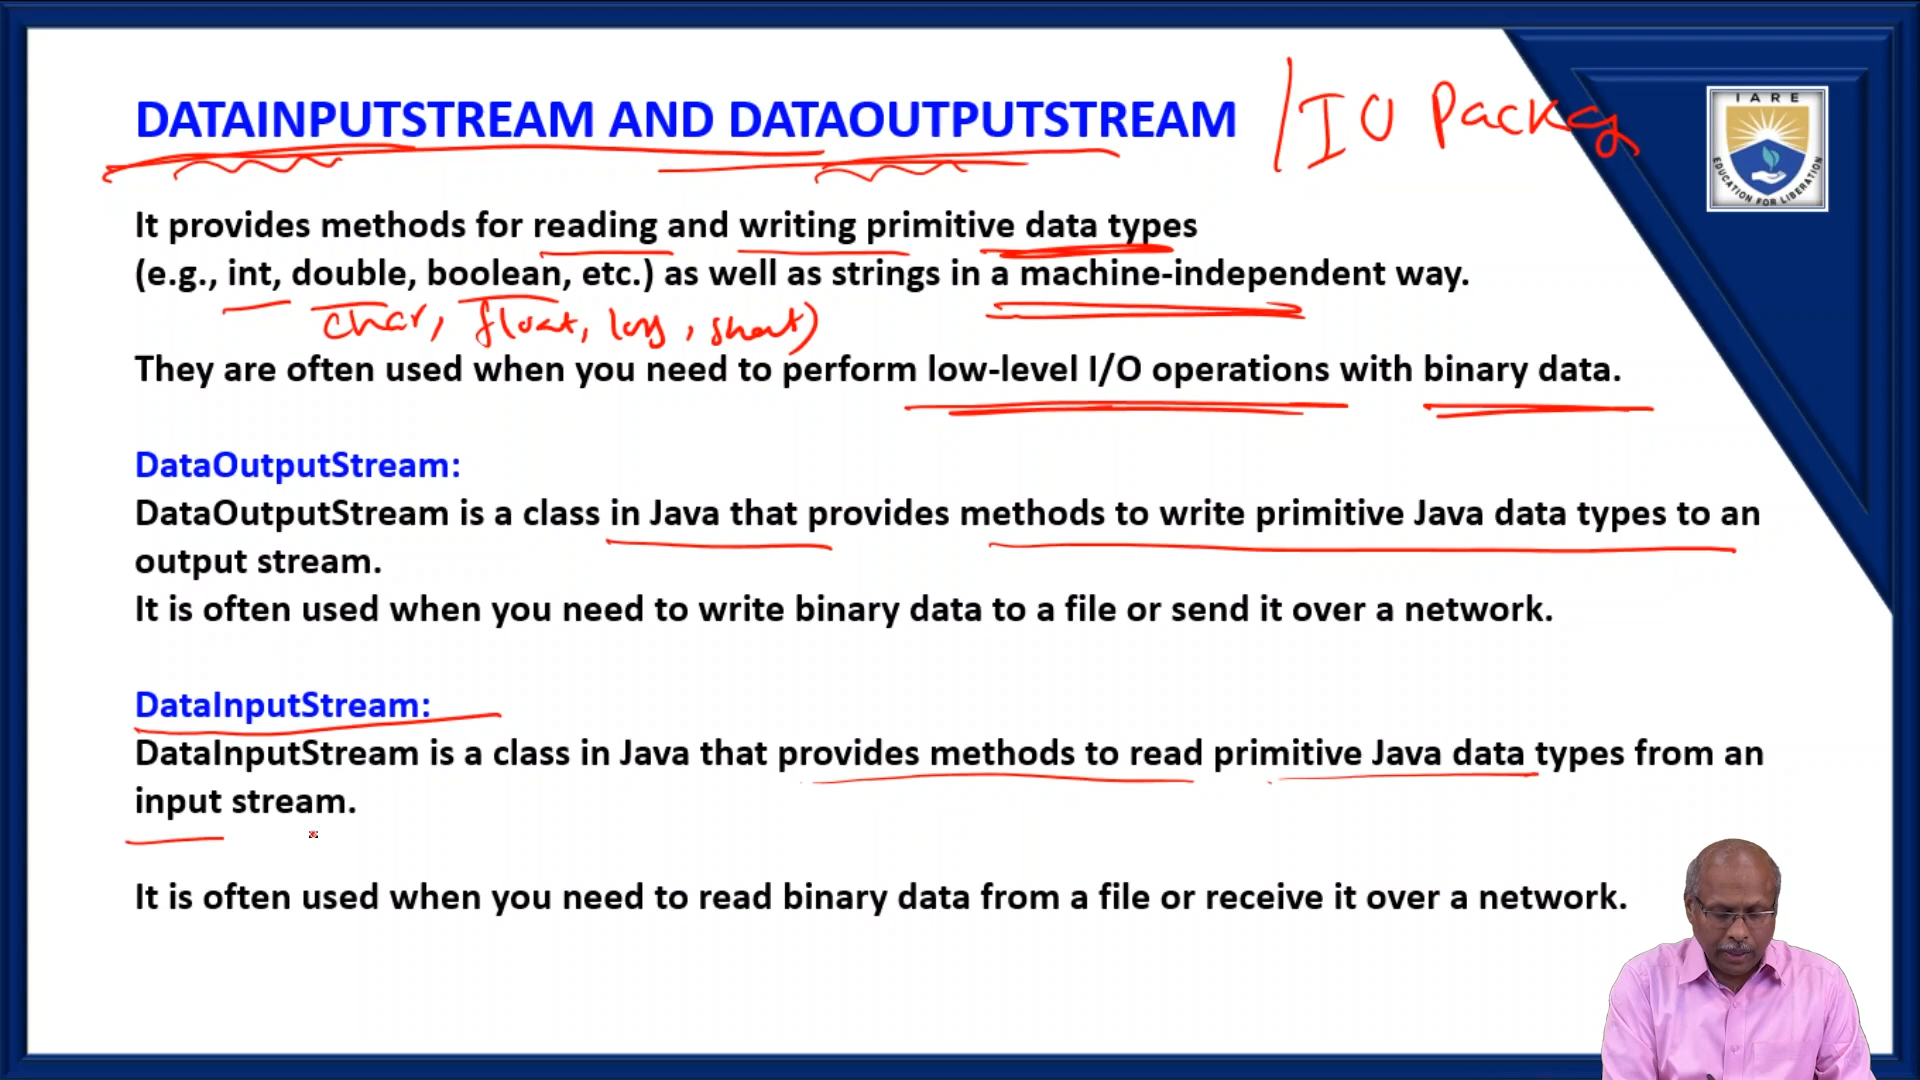 DATAINPUTSTREAM AND DATAOUTPUTSTREAM / IO Packag
IARE
EDUCATION FOR LIBERATION
It provides methods for reading and writing primitive data types
(e.g., int, double, boolean, etc.) as well as strings in a machine-independent way.
char, float, long, short)
They are often used when you need to perform low-level I/O operations with binary data.
DataOutputStream:
DataOutputStream is a class in Java that provides methods to write primitive Java data types to an
output stream.
It is often used when you need to write binary data to a file or send it over a network.
DataInputStream:
DataInputStream is a class in Java that provides methods to read primitive Java data types from an
input stream.
It is often used when you need to read binary data from a file or receive it over a network.